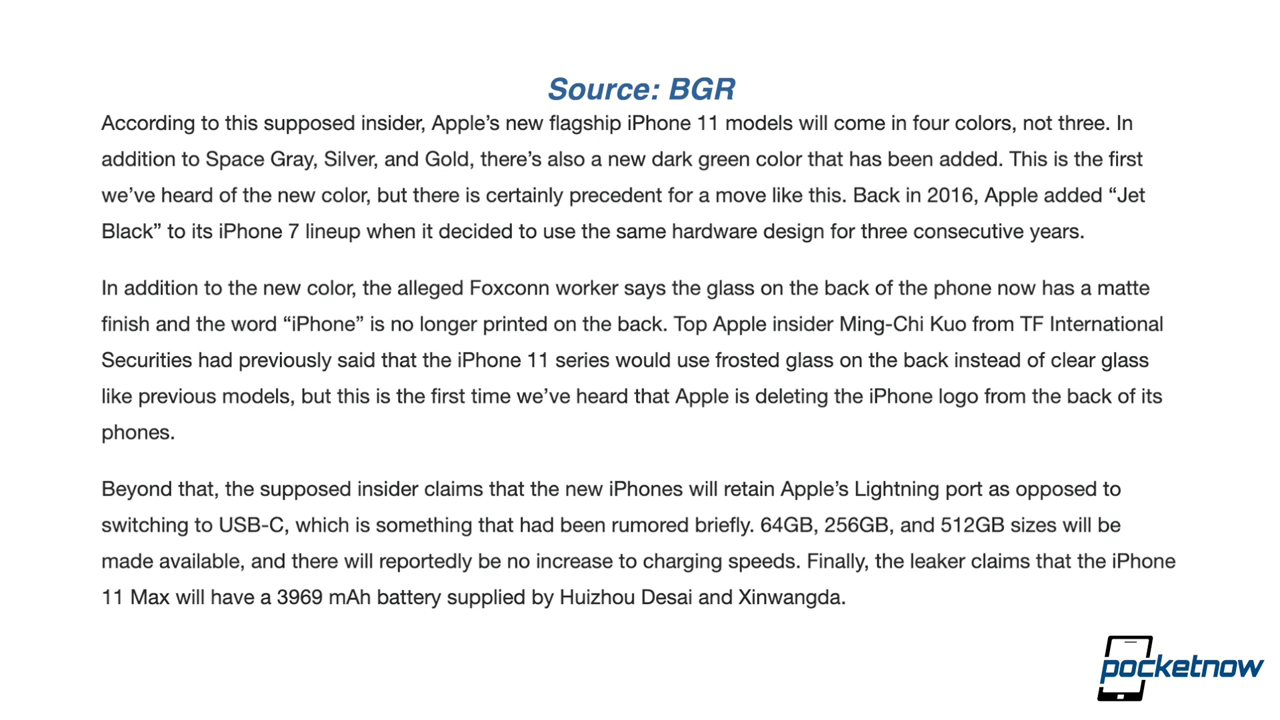 Source: BGR
According to this supposed insider, Apple’s new flagship iPhone 11 models will come in four colors, not three. In
addition to Space Gray, Silver, and Gold, there’s also a new dark green color that has been added. This is the first
we’ve heard of the new color, but there is certainly precedent for a move like this. Back in 2016, Apple added “Jet
Black” to its iPhone 7 lineup when it decided to use the same hardware design for three consecutive years.
In addition to the new color, the alleged Foxconn worker says the glass on the back of the phone now has a matte
finish and the word “iPhone” is no longer printed on the back. Top Apple insider Ming-Chi Kuo from TF International
Securities had previously said that the iPhone 11 series would use frosted glass on the back instead of clear glass
like previous models, but this is the first time we’ve heard that Apple is deleting the iPhone logo from the back of its
phones.
Beyond that, the supposed insider claims that the new iPhones will retain Apple’s Lightning port as opposed to
switching to USB-C, which is something that had been rumored briefly. 64GB, 256GB, and 512GB sizes will be
made available, and there will reportedly be no increase to charging speeds. Finally, the leaker claims that the iPhone
11 Max will have a 3969 mAh battery supplied by Huizhou Desai and Xinwangda.
pocketnow